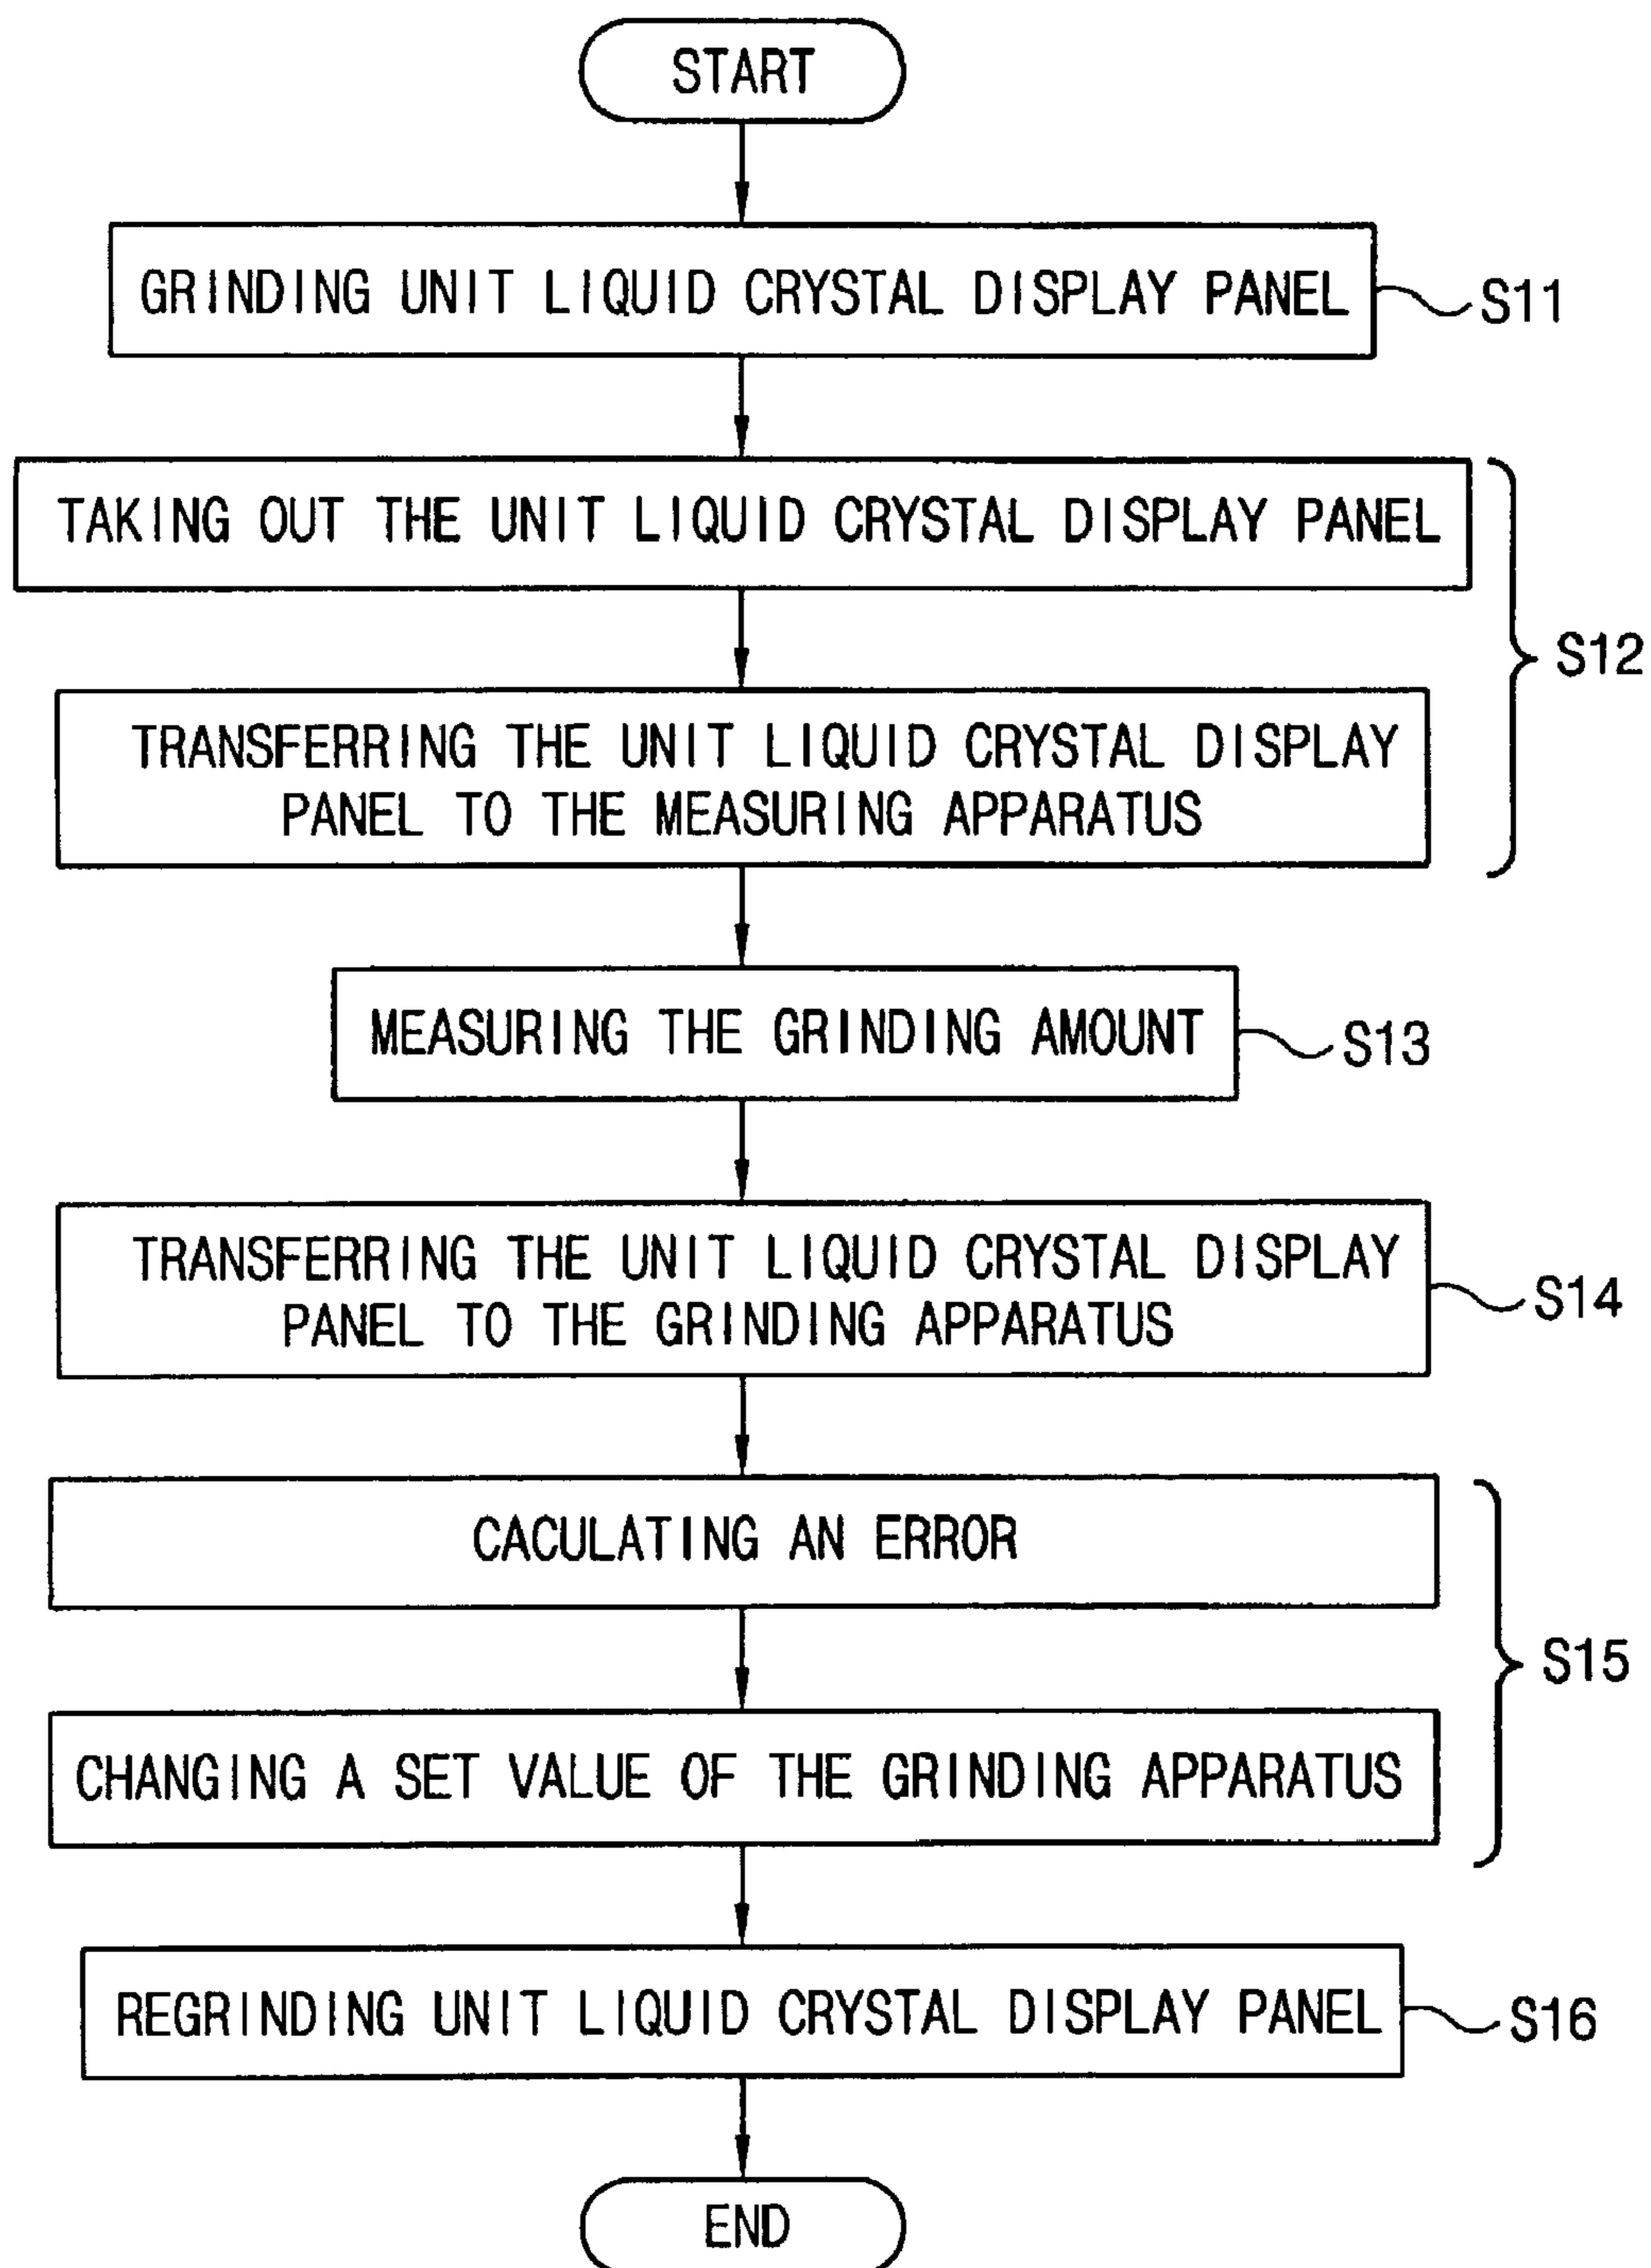 START
GRINDING UNIT LIQUID CRYSTAL DISPLAY PANEL
S11
TAKING OUT THE UNIT LIQUID CRYSTAL DISPLAY PANEL
S12
TRANSFERRING THE UNIT LIQUID CRYSTAL DISPLAY
PANEL TO THE MEASURING APPARATUS
MEASURING THE GRINDING AMOUNT
S13
TRANSFERRING THE UNIT LIQUID CRYSTAL DISPLAY
PANEL TO THE GRINDING APPARATUS
S14
CACULATING AN ERROR
S15
CHANGING A SET VALUE OF THE GRINDING APPARATUS
REGRINDING UNIT LIQUID CRYSTAL DISPLAY PANEL
S16
END